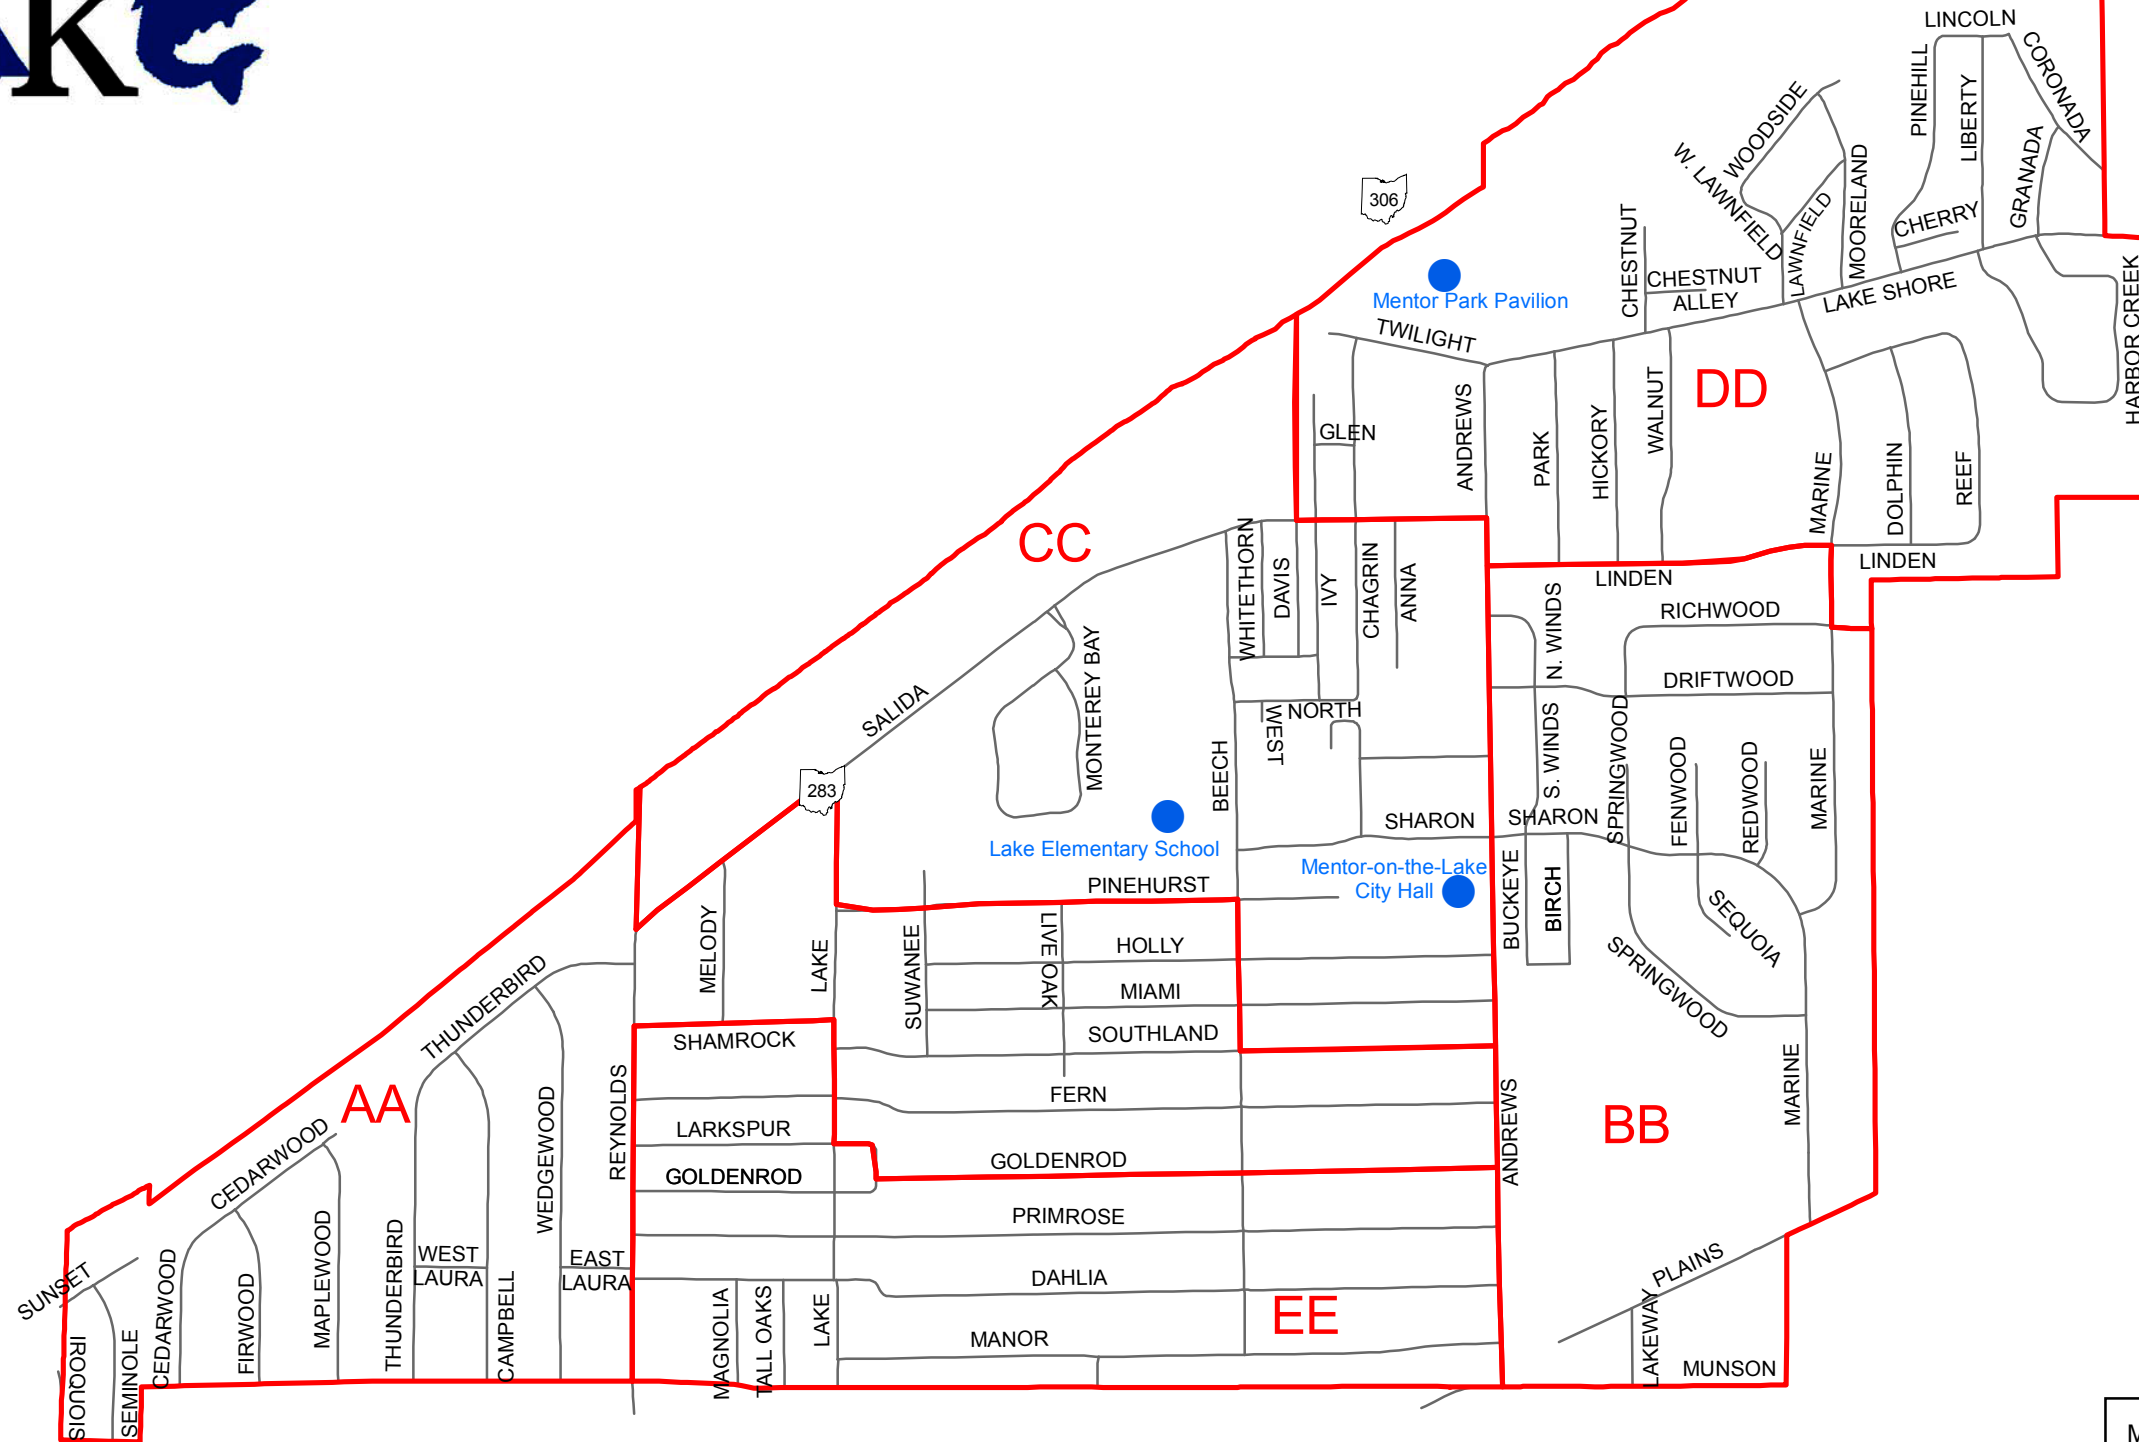 AKE
LINCOLN
CORONADA
PINEHILL
LIBERTY
GRANADA
CHERRY
WOODSIDE
W. LAWNFIELD
LAWNFIELD
MOORELAND
306
CHESTNUT
CHESTNUT
ALLEY
LAKE SHORE
HARBOR CREEK
Mentor Park Pavilion
TWILIGHT
DD
GLEN
ANDREWS
PARK
HICKORY
WALNUT
MARINE
DOLPHIN
REEF
CC
WHITETHORN
DAVIS
IVY
CHAGRIN
ANNA
LINDEN
LINDEN
N. WINDS
RICHWOOD
DRIFTWOOD
SALIDA
MONTEREY BAY
BEECH
WEST
NORTH
S. WINDS
SPRINGWOOD
FENWOOD
REDWOOD
MARINE
283
Lake Elementary School
SHARON
SHARON
Mentor-on-the-Lake
City Hall
BUCKEYE
BIRCH
SEQUOIA
SPRINGWOOD
PINEHURST
MELODY
LAKE
SUWANEE
LIVE OAK
HOLLY
MIAMI
SOUTHLAND
THUNDERBIRD
SHAMROCK
AA
REYNOLDS
WEDGEWOOD
FERN
ANDREWS
BB
MARINE
CEDARWOOD
LARKSPUR
GOLDENROD
GOLDENROD
PRIMROSE
SUNSET
CEDARWOOD
FIRWOOD
MAPLEWOOD
THUNDERBIRD
WEST
LAURA
CAMPBELL
EAST
LAURA
DAHLIA
PLAINS
MAGNOLIA
TALL OAKS
LAKE
EE
MANOR
LAKEWAY
MUNSON
IROQUOIS
SEMINOLE